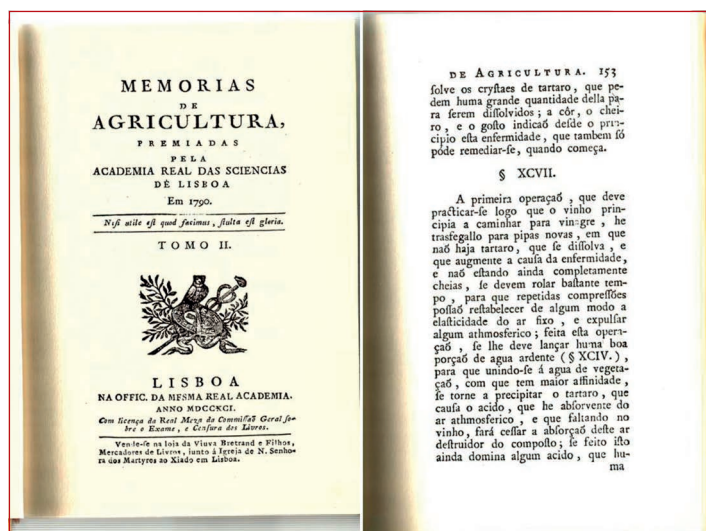 MEMORIAS
DE
AGRICULTURA,
PREMIADAS
PELA
ACADEMIA REAL DAS SCIENCIAS
DE LISBOA
Em 1790.
Niſi utile eſt quod facimus, ſtulta eſt gloria.
TOMO II.
LISBOA
NA OFFIC. DA MESMA REAL ACADEMIA.
ANNO MDCCXCI.
Com licença da Real Meza da Commiſſaõ Geral ſo-
bre o Exame, e Cenſura dos Livros.
Vende-ſe na loja da Viuva Bretrand e Filhos,
Mercadores de Livros, junto á Igreja de N. Senho-
ra dos Martyres ao Xiado em Lisboa.
DE AGRICULTURA. 153
ſolve os cryſtaes de tartaro, que pe-
dem huma grande quantidade della pa-
ra ſerem diſſolvidos; a côr, o chei-
ro, e o goſto indicaõ deſde o prin-
cipio eſta enfermidade, que tambem ſó
póde remediar-ſe, quando começa.
§ XCVII.
A primeira operaçaõ, que deve
practicar-ſe logo que o vinho prin-
cipia a caminhar para vinagre, he
trasfegallo para pipas novas, em que
naõ haja tartaro, que ſe diſſolva, e
que augmente a cauſa da enfermidade,
e naõ eſtando ainda completamente
cheias, ſe devem rolar baſtante tem-
po, para que repetidas compreſſões
poſſaõ reſtabelecer de algum modo a
elaſticidade do ar fixo, e expulſar
algum athmosferico; feita eſta opera-
çaõ, ſe lhe deve lançar huma boa
porçaõ de agua ardente (§ XCIV.),
para que unindo-ſe á agua de vegeta-
çaõ, com que tem maior affinidade,
ſe torne a precipitar o tartaro, que
cauſa o acido, que he abſorvente do
ar athmosferico, e que faltando no
vinho, fará ceſſar a abſorçaõ deſte ar
deſtruidor do compoſto; ſe feito iſto
ainda domina algum acido, que hu-
ma